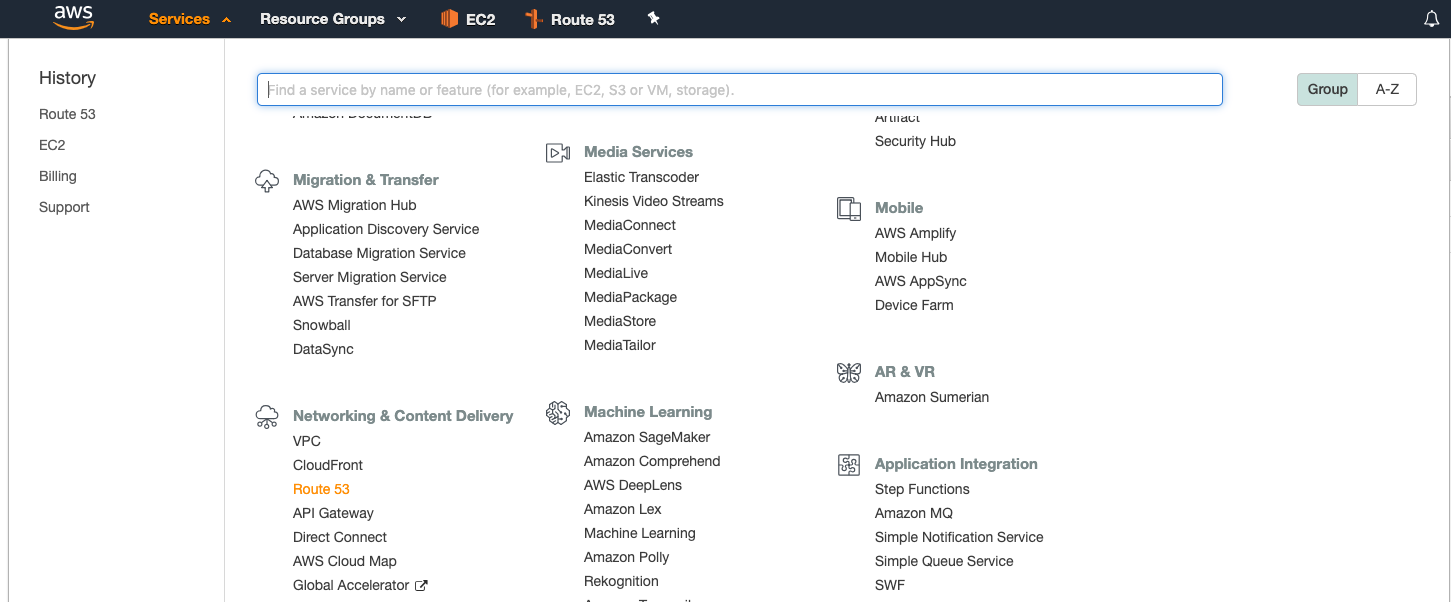 aws
Services
Resource Groups
EC2
Route 53
History
Route 53
EC2
Billing
Support
Find a service by name or feature (for example, EC2, S3 or VM, storage).
Group
A-Z
Amazon DocumentDB
Migration & Transfer
AWS Migration Hub
Application Discovery Service
Database Migration Service
Server Migration Service
AWS Transfer for SFTP
Snowball
DataSync
Networking & Content Delivery
VPC
CloudFront
Route 53
API Gateway
Direct Connect
AWS Cloud Map
Global Accelerator
Media Services
Elastic Transcoder
Kinesis Video Streams
MediaConnect
MediaConvert
MediaLive
MediaPackage
MediaStore
MediaTailor
Machine Learning
Amazon SageMaker
Amazon Comprehend
AWS DeepLens
Amazon Lex
Machine Learning
Amazon Polly
Rekognition
Artifact
Security Hub
Mobile
AWS Amplify
Mobile Hub
AWS AppSync
Device Farm
AR & VR
Amazon Sumerian
Application Integration
Step Functions
Amazon MQ
Simple Notification Service
Simple Queue Service
SWF